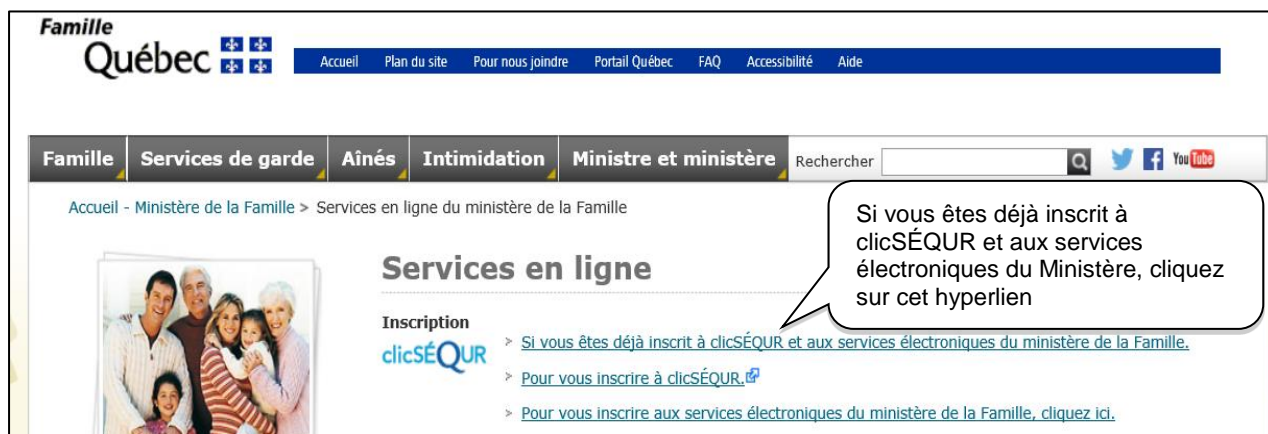 Famille
Québec
Accueil Plan du site Pour nous joindre Portail Québec FAQ Accessibilité Aide
Famille Services de garde Aînés Intimidation Ministre et ministère Rechercher You Tube
Accueil - Ministère de la Famille > Services en ligne du ministère de la Famille
Si vous êtes déjà inscrit à
clicSÉQUR et aux services
électroniques du Ministère, cliquez
sur cet hyperlien
Services en ligne
Inscription
clicSÉQUR
> Si vous êtes déjà inscrit à clicSÉQUR et aux services électroniques du ministère de la Famille.
> Pour vous inscrire à clicSÉQUR.
> Pour vous inscrire aux services électroniques du ministère de la Famille, cliquez ici.